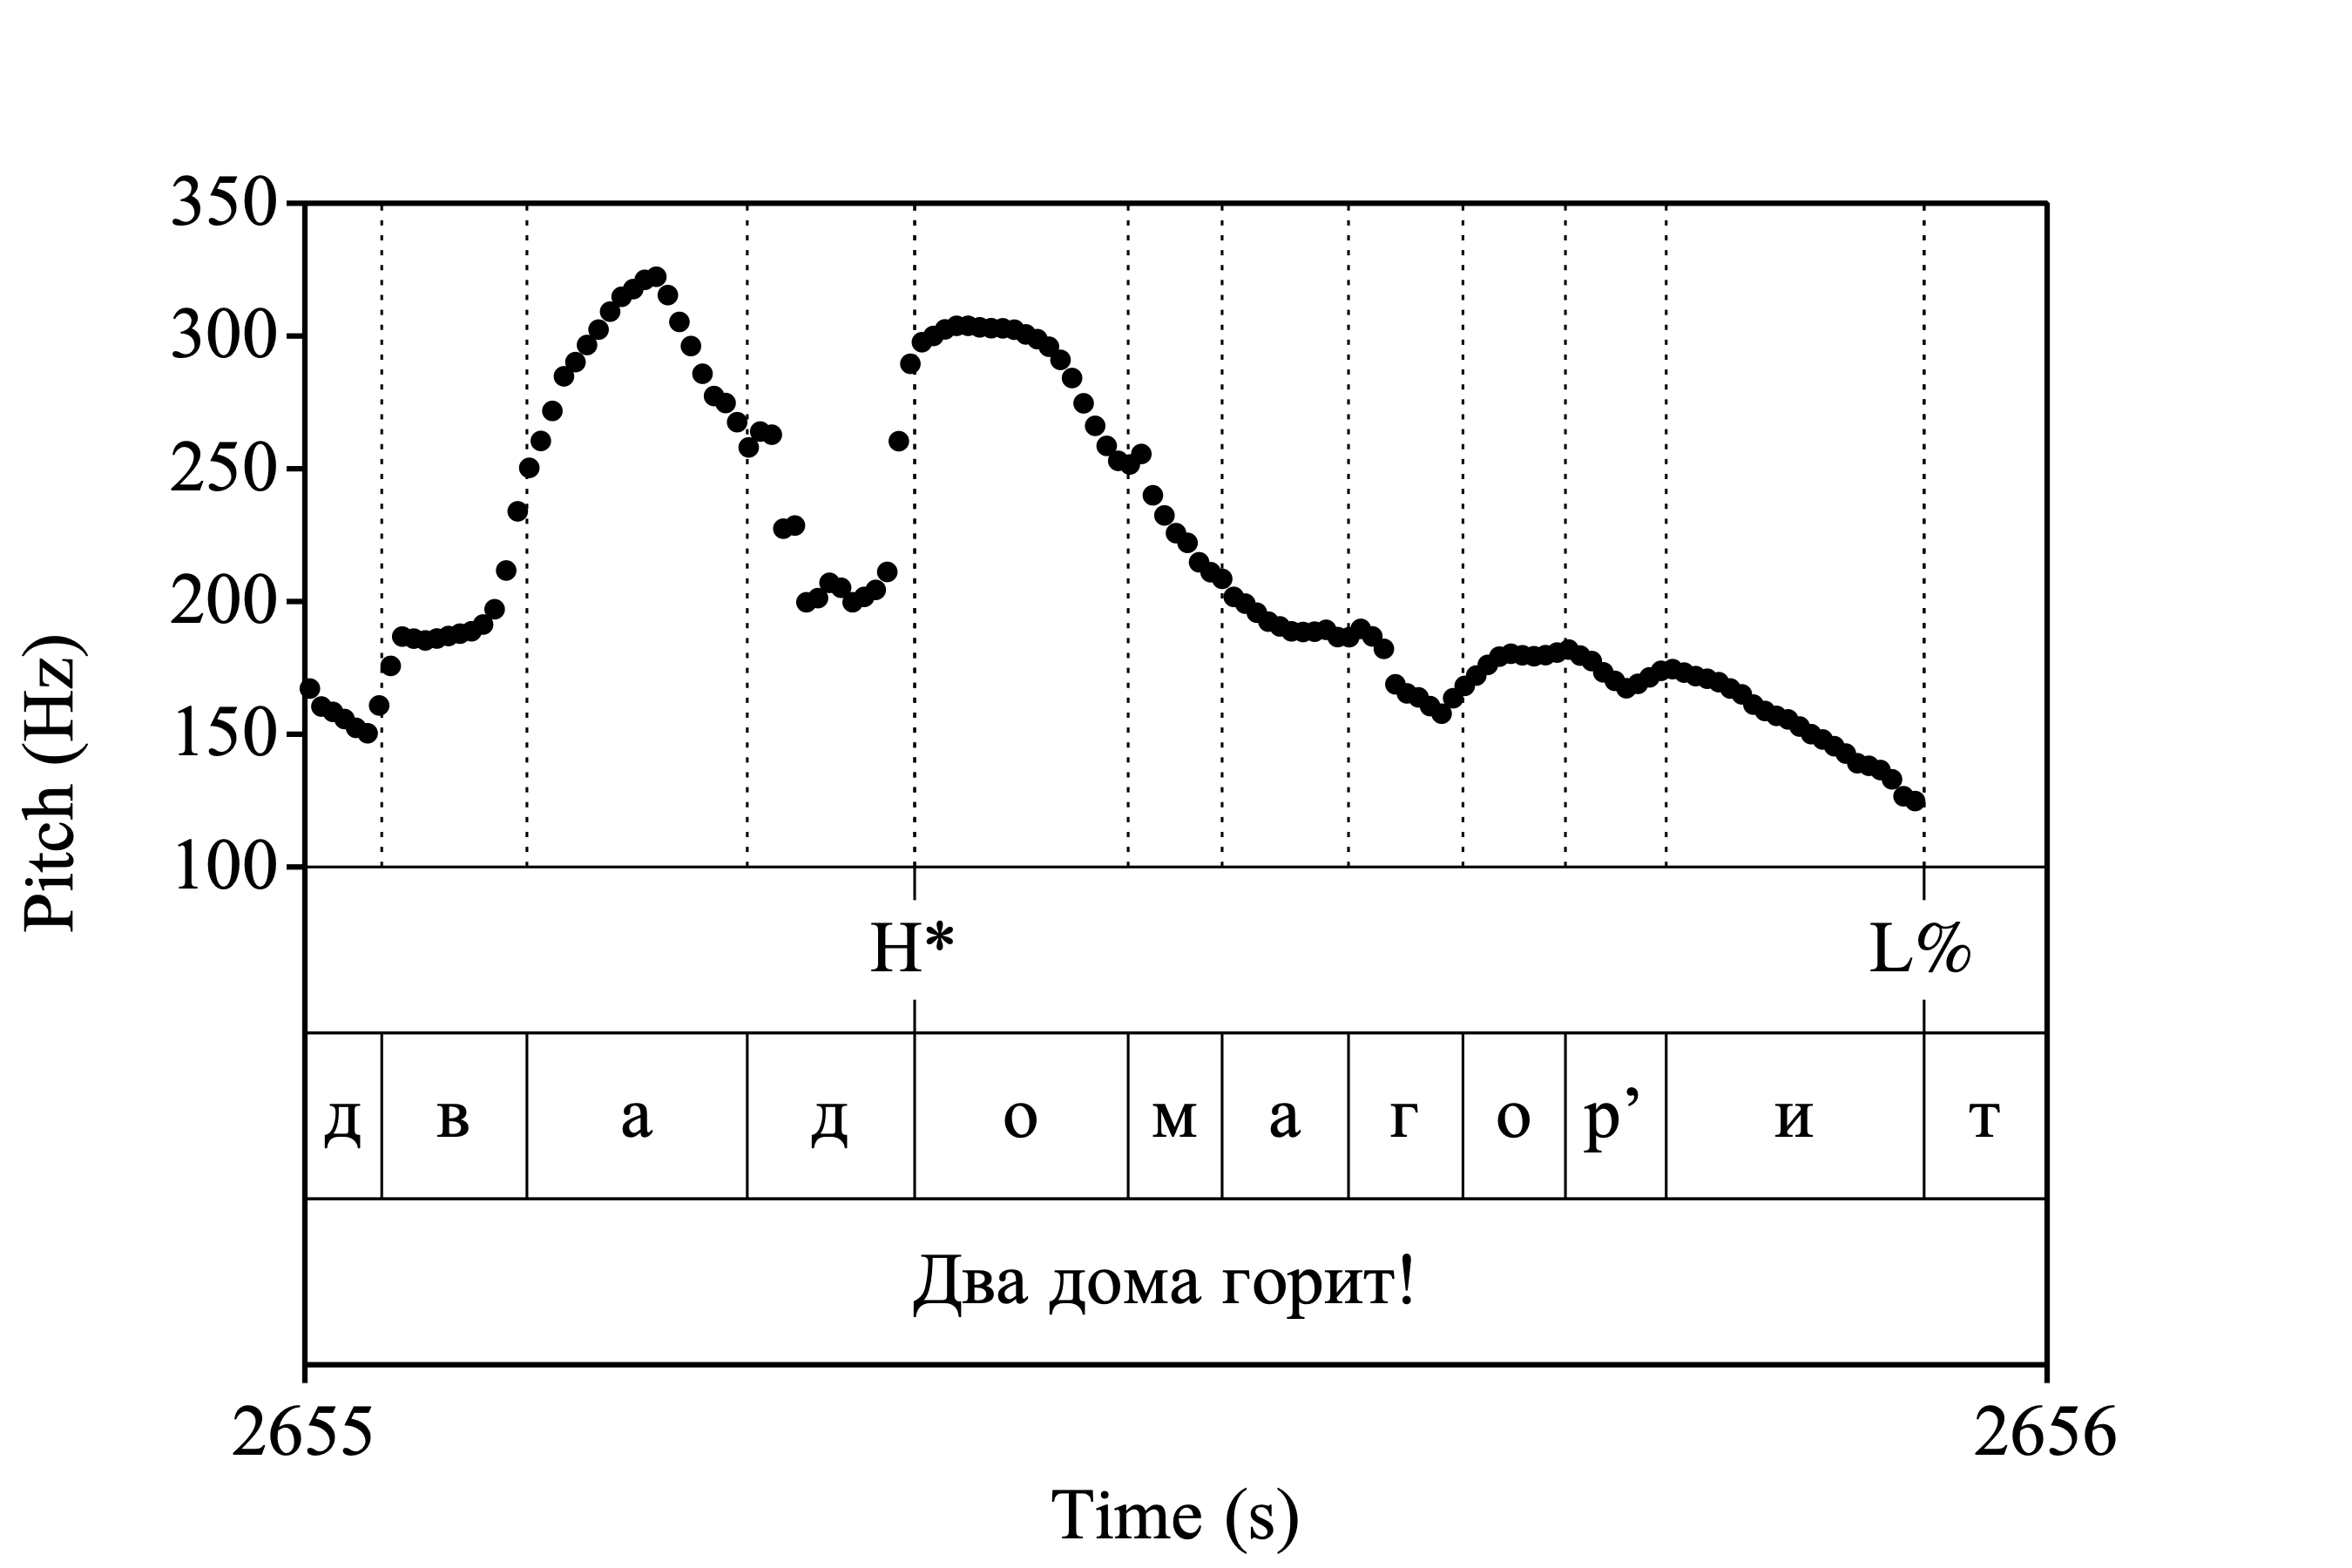 350
300
250
200
150
100
Pitch (Hz)
H* L%
д в а д о м а г о р’ и т
Два дома горит!
2655 2656
Time (s)